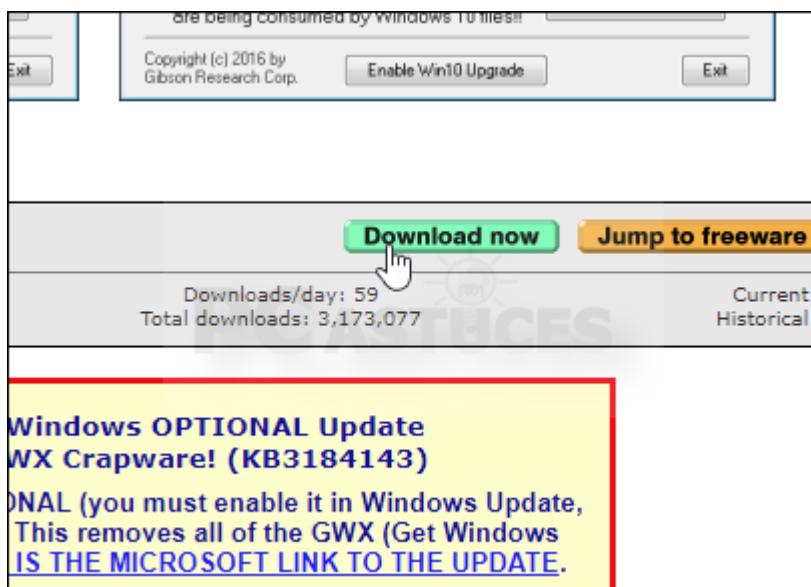 are being consumed by Windows 10 files!!
Exit
Copyright (c) 2016 by
Gibson Research Corp.
Enable Win10 Upgrade
Exit
Download now
Jump to freeware
Downloads/day: 59
Total downloads: 3,173,077
Current
Historical
PC ASTUCES
Windows OPTIONAL Update
WX Crapware! (KB3184143)
ONAL (you must enable it in Windows Update,
This removes all of the GWX (Get Windows
IS THE MICROSOFT LINK TO THE UPDATE.